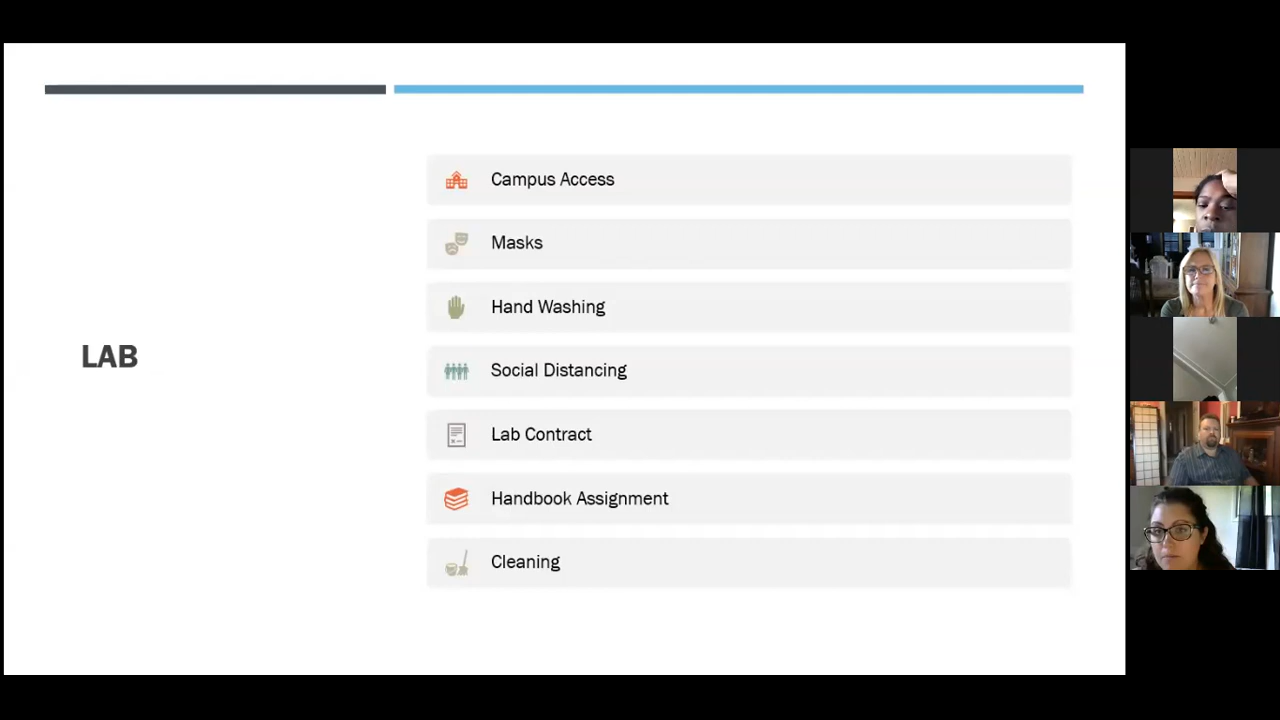 LAB
Campus Access
Masks
Hand Washing
Social Distancing
Lab Contract
Handbook Assignment
Cleaning